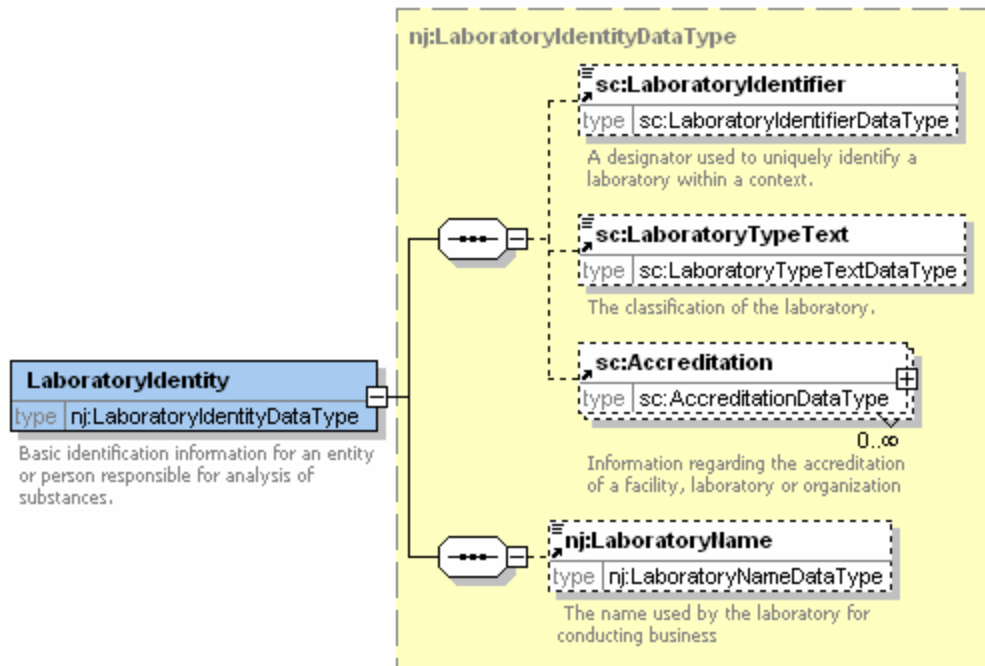 nj:LaboratoryIdentityDataType
sc:LaboratoryIdentifier
type sc:LaboratoryIdentifierDataType
A designator used to uniquely identify a
laboratory within a context.
sc:LaboratoryTypeText
type sc:LaboratoryTypeTextDataType
The classification of the laboratory.
sc:Accreditation
type sc:AccreditationDataType
0..∞
Information regarding the accreditation
of a facility, laboratory or organization
LaboratoryIdentity
type nj:LaboratoryIdentityDataType
Basic identification information for an entity
or person responsible for analysis of
substances.
nj:LaboratoryName
type nj:LaboratoryNameDataType
The name used by the laboratory for
conducting business